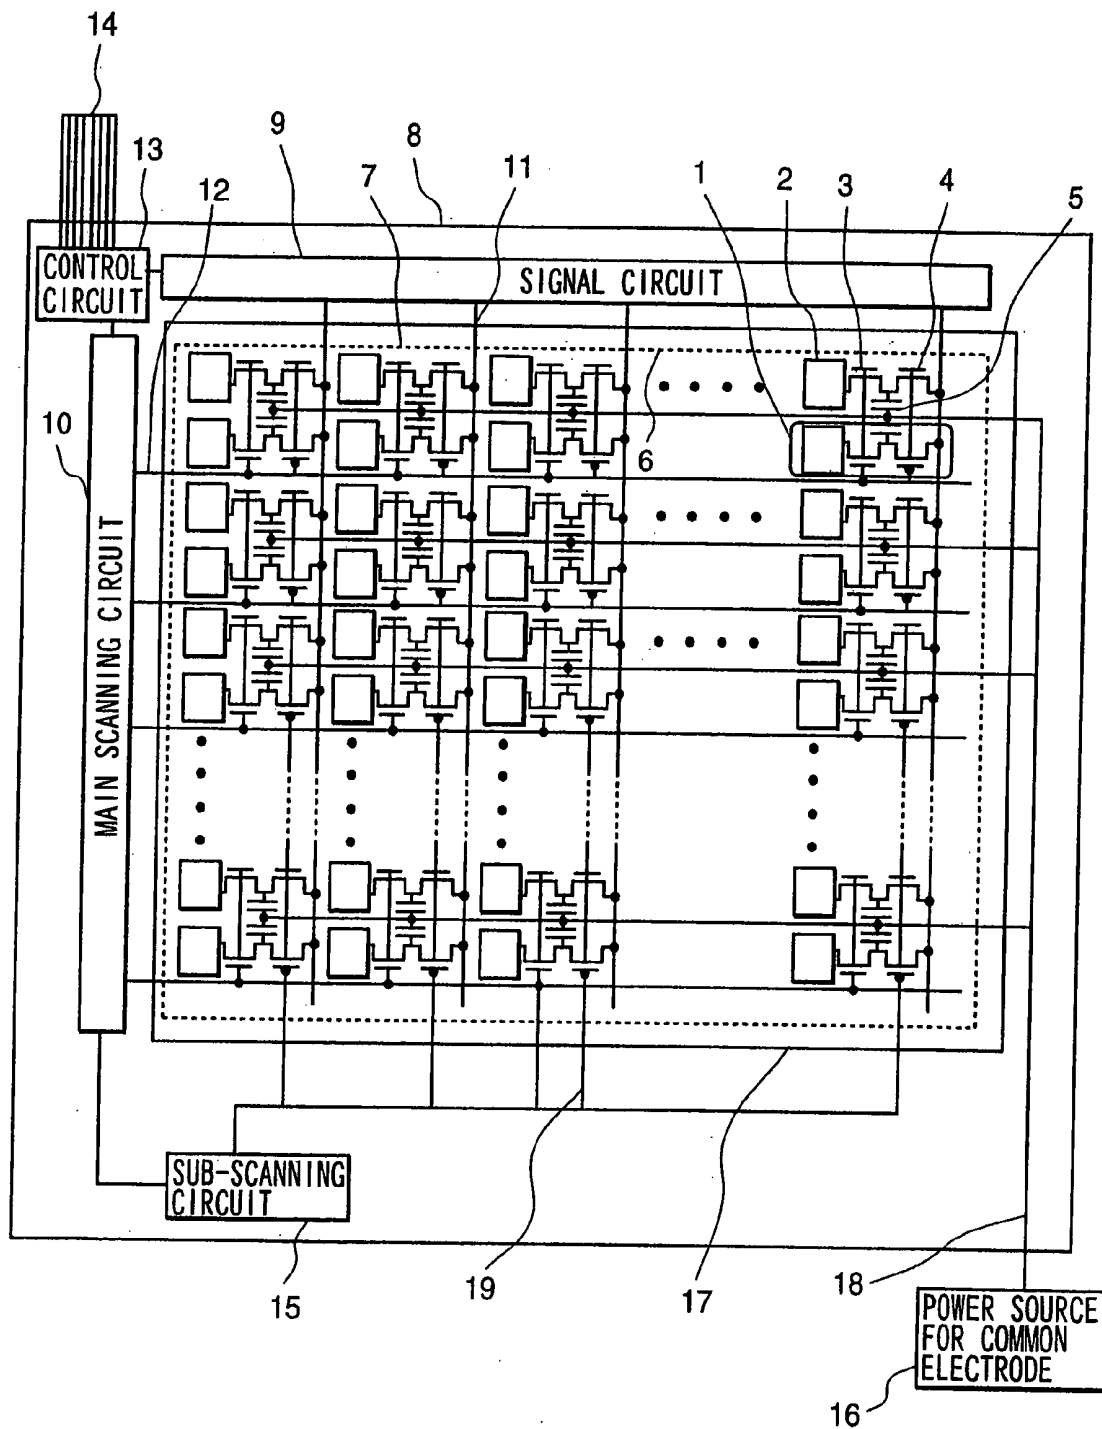 14
9
8
13
7
11
1
2
3
4
5
12
CONTROL
CIRCUIT
SIGNAL CIRCUIT
10
6
MAIN SCANNING CIRCUIT
SUB-SCANNING
CIRCUIT
15
19
17
18
POWER SOURCE
FOR COMMON
ELECTRODE
16